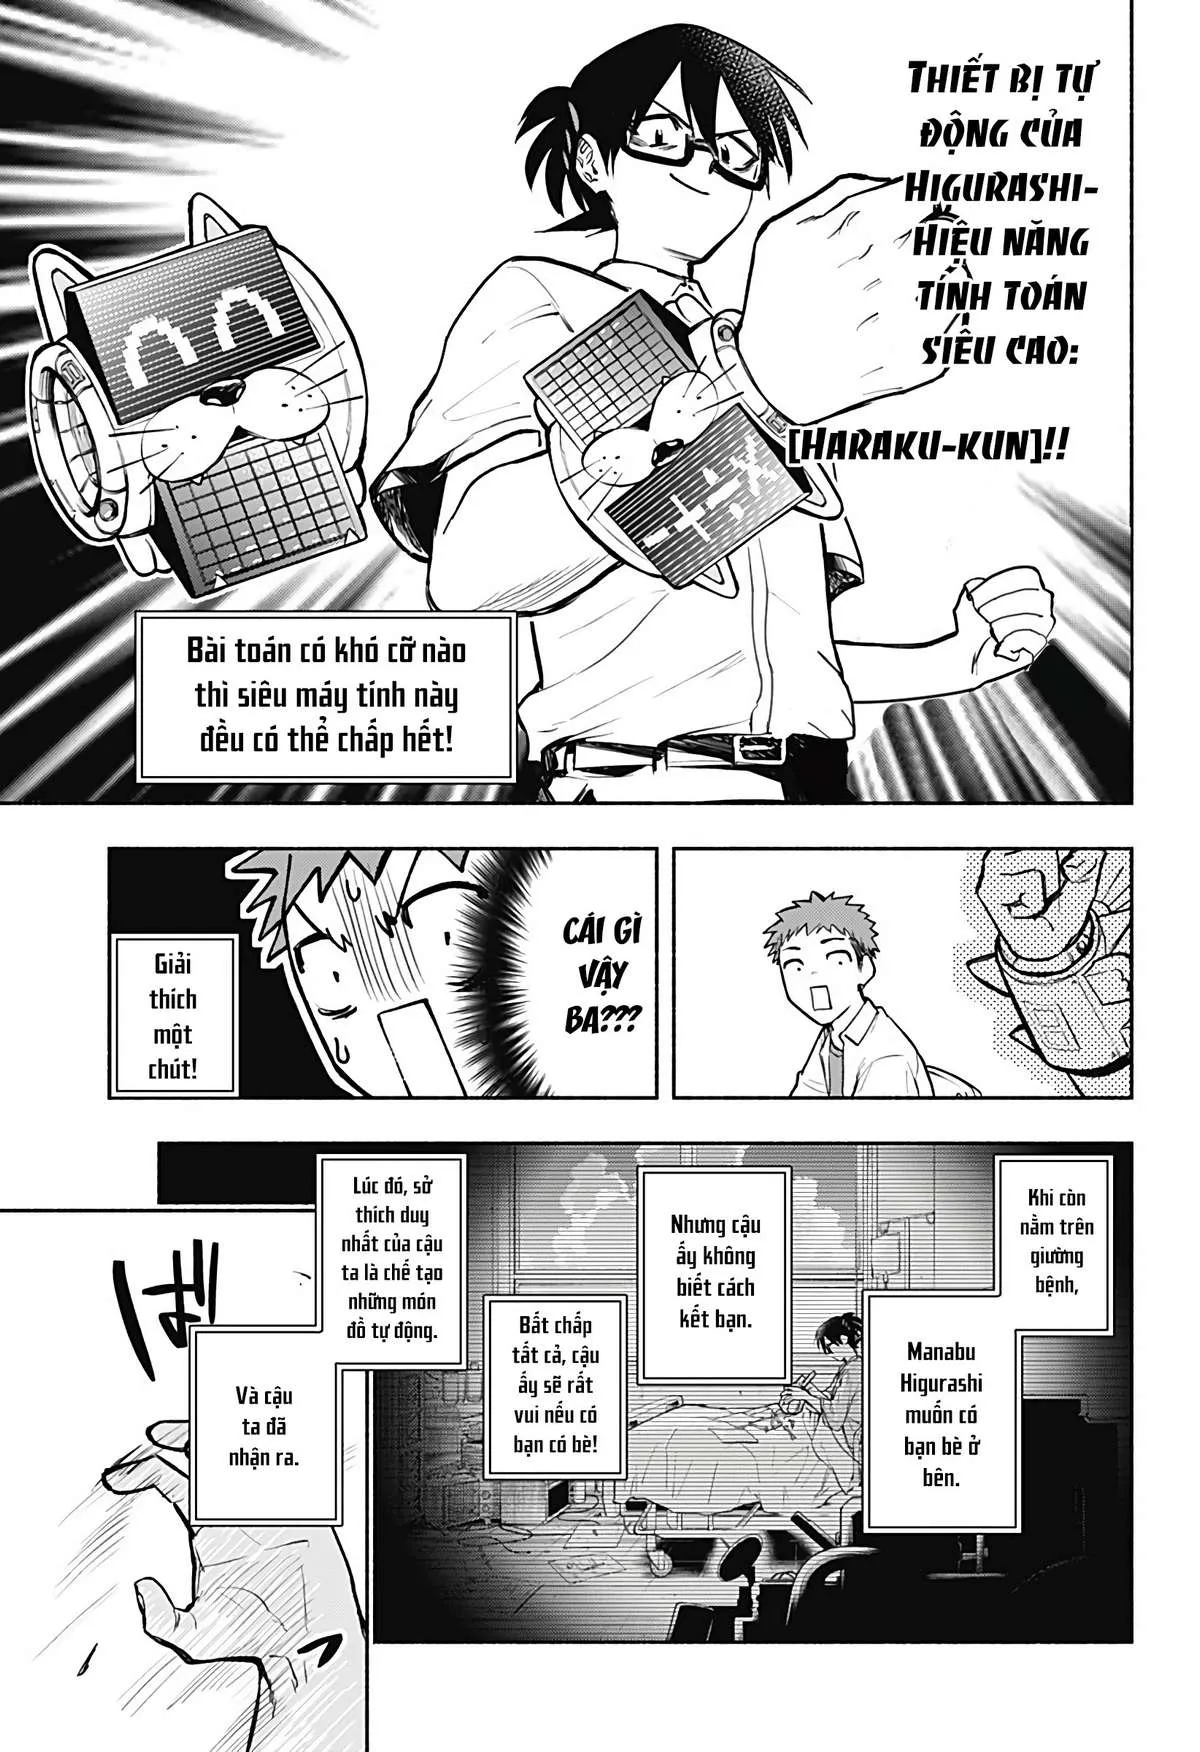 THIẾT BỊ TỰ
ĐỘNG CỦA
HIGURASHI-
HIỆU NĂNG
TÍNH TOÁN
SIÊU CAO:
[HARAKU-KUN]!!
Bài toán có khó cỡ nào
thì siêu máy tính này
đều có thể chấp hết!
CÁI GÌ
VẬY
BA???
Giải
thích
một
chút!
Khi còn
nằm trên
giường
bệnh,
Manabu
Higurashi
muốn có
bạn bè ở
bên.
Nhưng cậu
ấy không
biết cách
kết bạn.
Bất chấp
tất cả, cậu
ấy sẽ rất
vui nếu có
bạn có bè!
Lúc đó, sở
thích duy
nhất của cậu
ta là chế tạo
những món
đồ tự động.
Và cậu
ta đã
nhận ra.
ばっ